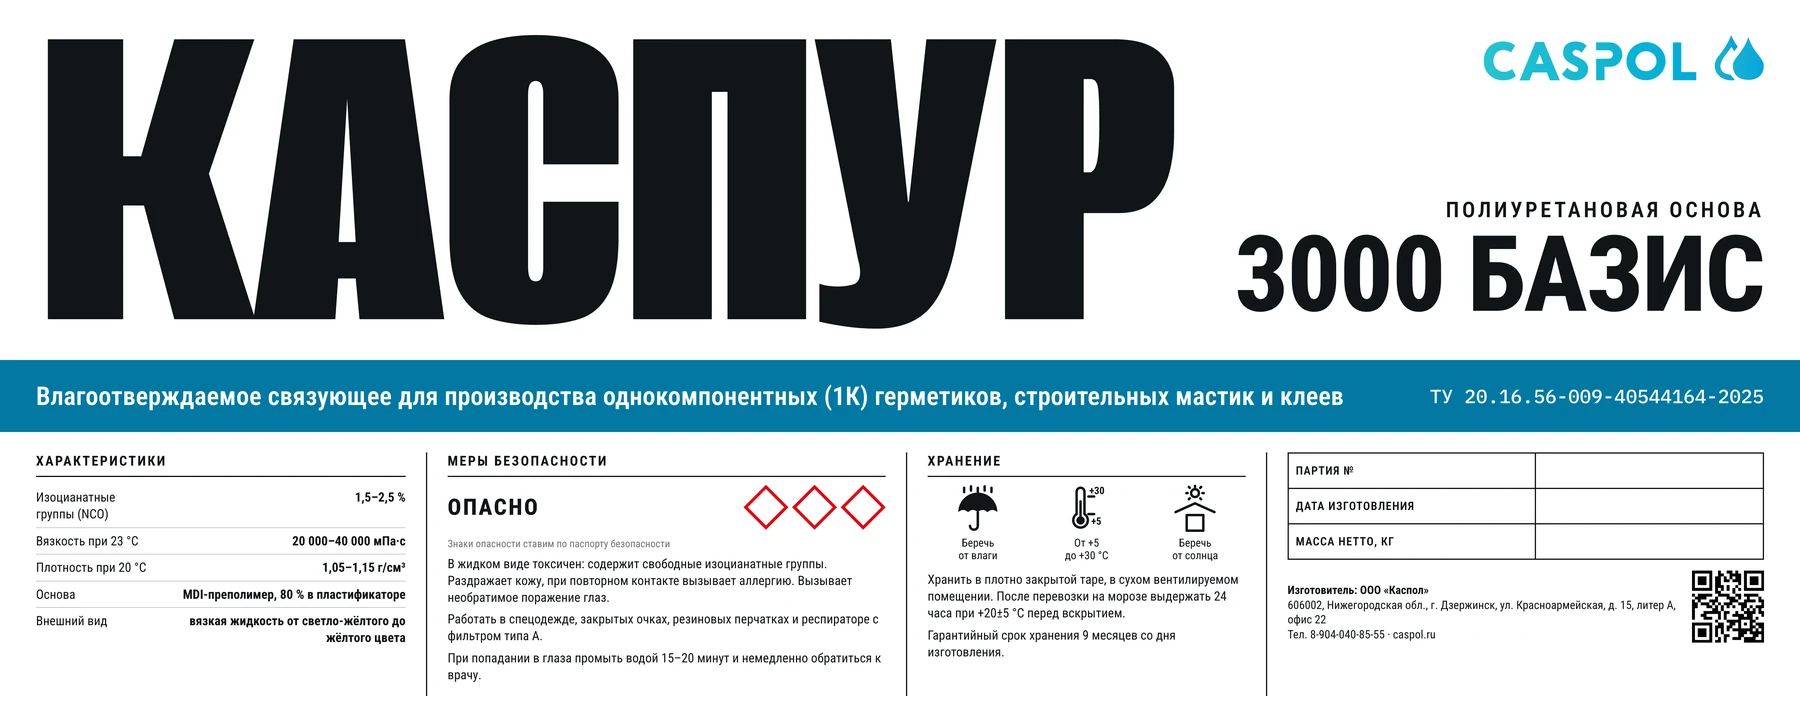 КАСПУР
CASPOL
ПОЛИУРЕТАНОВАЯ ОСНОВА
3000 БАЗИС
Влагоотверждаемое связующее для производства однокомпонентных (1К) герметиков, строительных мастик и клеев
ТУ 20.16.56-009-40544164-2025
ХАРАКТЕРИСТИКИ
Изоцианатные группы (NCO) 1,5–2,5 %
Вязкость при 23 °C 20 000–40 000 мПа·с
Плотность при 20 °C 1,05–1,15 г/см³
Основа MDI-преполимер, 80 % в пластификаторе
Внешний вид вязкая жидкость от светло-жёлтого до
жёлтого цвета
МЕРЫ БЕЗОПАСНОСТИ
ОПАСНО
Знаки опасности ставим по паспорту безопасности
В жидком виде токсичен: содержит свободные изоцианатные группы.
Раздражает кожу, при повторном контакте вызывает аллергию. Вызывает
необратимое поражение глаз.
Работать в спецодежде, закрытых очках, резиновых перчатках и респираторе с
фильтром типа А.
При попадании в глаза промыть водой 15–20 минут и немедленно обратиться к
врачу.
ХРАНЕНИЕ
+30
+5
Беречь
от влаги
От +5
до +30 °C
Беречь
от солнца
Хранить в плотно закрытой таре, в сухом вентилируемом
помещении. После перевозки на морозе выдержать 24
часа при +20±5 °C перед вскрытием.
Гарантийный срок хранения 9 месяцев со дня
изготовления.
ПАРТИЯ №
ДАТА ИЗГОТОВЛЕНИЯ
МАССА НЕТТО, КГ
Изготовитель: ООО «Каспол»
606002, Нижегородская обл., г. Дзержинск, ул. Красноармейская, д. 15, литер А,
офис 22
Тел. 8-904-040-85-55 · caspol.ru